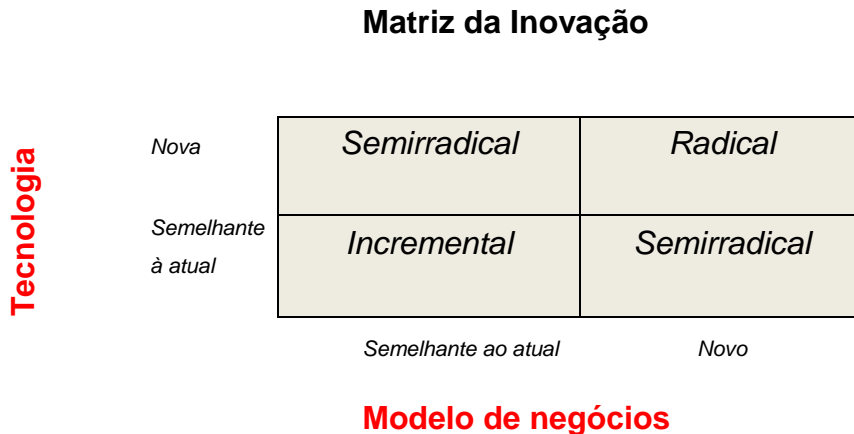 Matriz da Inovação
Tecnologia
Nova
Semirradical
Radical
Semelhante
à atual
Incremental
Semirradical
Semelhante ao atual
Novo
Modelo de negócios